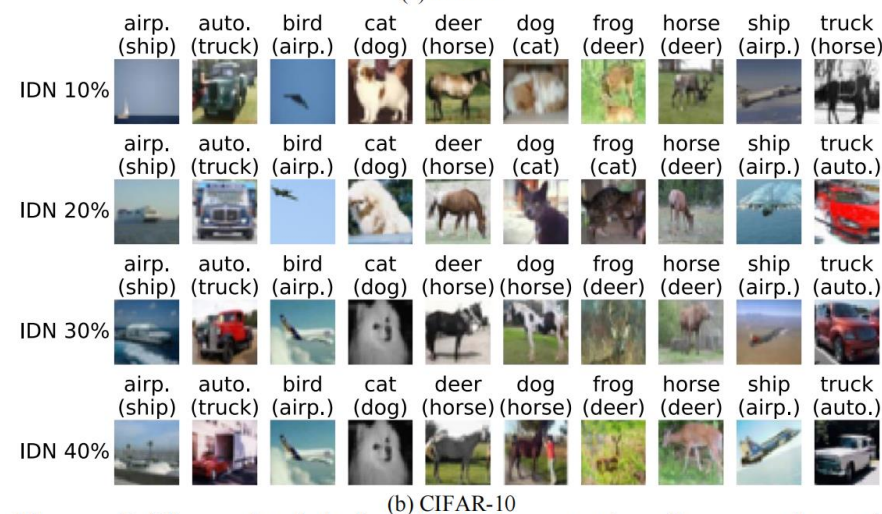 airp. auto. bird cat deer dog frog horse ship truck
(ship) (truck) (airp.) (dog) (horse) (cat) (deer) (deer) (airp.) (horse)
IDN 10%
airp. auto. bird cat deer dog frog horse ship truck
(ship) (truck) (airp.) (dog) (horse) (cat) (cat) (deer) (airp.) (auto.)
IDN 20%
airp. auto. bird cat deer dog frog horse ship truck
(ship) (truck) (airp.) (dog) (horse) (horse) (deer) (deer) (airp.) (auto.)
IDN 30%
airp. auto. bird cat deer dog frog horse ship truck
(ship) (truck) (airp.) (dog) (horse) (horse) (deer) (deer) (airp.) (auto.)
IDN 40%
(b) CIFAR-10